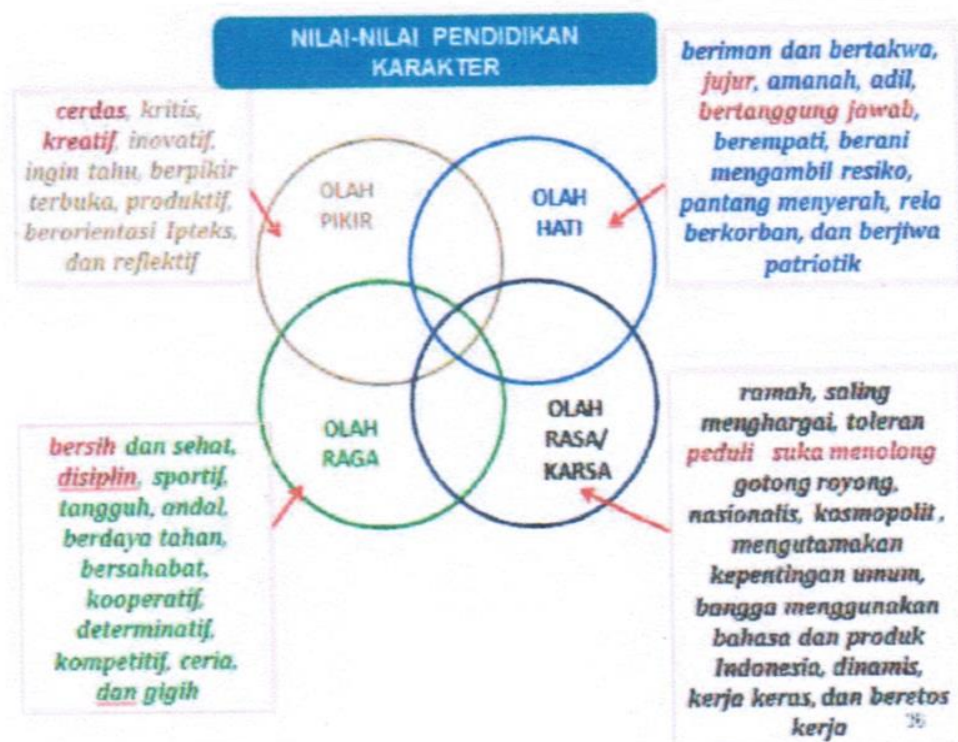 NILAI-NILAI PENDIDIKAN
KARAKTER
cerdas, kritis,
kreatif, inovatif,
ingin tahu, berpikir
terbuka, produktif,
berorientasi Ipteks,
dan reflektif
OLAH
PIKIR
OLAH
HATI
beriman dan bertakwa,
jujur, amanah, adil,
bertanggung jawab,
berempati, berani
mengambil resiko,
pantang menyerah, rela
berkorban, dan berjiwa
patriotik
bersih dan sehat,
disiplin, sportif,
tangguh, andal,
berdaya tahan,
bersahabat,
kooperatif,
determinatif,
kompetitif, ceria,
dan gigih
OLAH
RAGA
OLAH
RASA/
KARSA
ramah, saling
menghargai, toleran
peduli suka menolong
gotong royong,
nasionalis, kosmopolit,
mengutamakan
kepentingan umum,
bangga menggunakan
bahasa dan produk
Indonesia, dinamis,
kerja keras, dan beretos
kerja